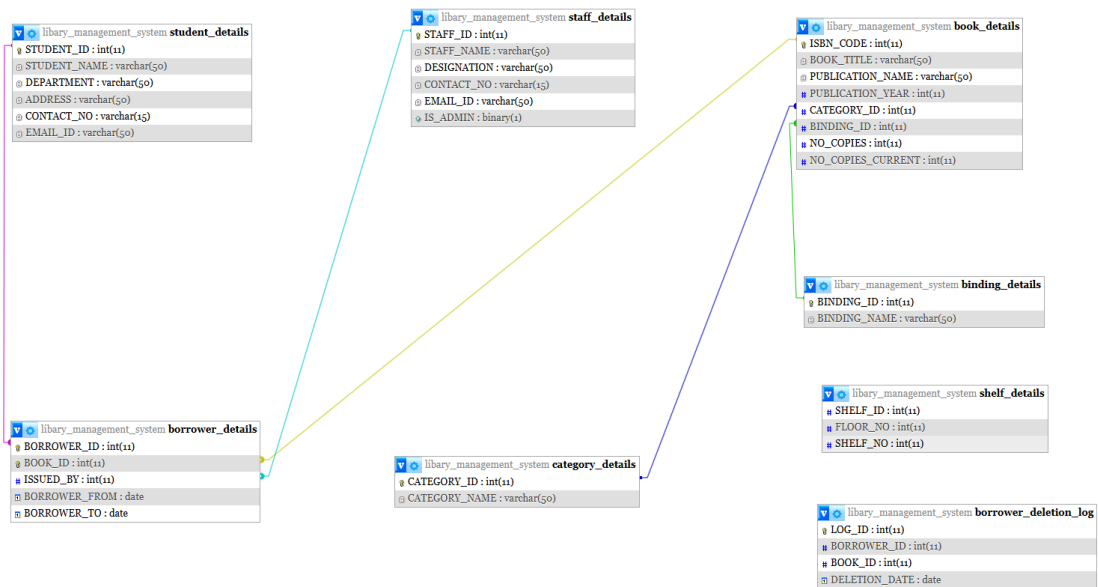 libary_management_system student_details
STUDENT_ID : int(11)
STUDENT_NAME : varchar(50)
DEPARTMENT : varchar(50)
ADDRESS : varchar(50)
CONTACT_NO : varchar(15)
EMAIL_ID : varchar(50)
libary_management_system staff_details
STAFF_ID : int(11)
STAFF_NAME : varchar(50)
DESIGNATION : varchar(50)
CONTACT_NO : varchar(15)
EMAIL_ID : varchar(50)
IS_ADMIN : binary(1)
libary_management_system book_details
ISBN_CODE : int(11)
BOOK_TITLE : varchar(50)
PUBLICATION_NAME : varchar(50)
# PUBLICATION_YEAR : int(11)
# CATEGORY_ID : int(11)
# BINDING_ID : int(11)
# NO_COPIES : int(11)
# NO_COPIES_CURRENT : int(11)
libary_management_system binding_details
BINDING_ID : int(11)
BINDING_NAME : varchar(50)
libary_management_system shelf_details
# SHELF_ID : int(11)
# FLOOR_NO : int(11)
# SHELF_NO : int(11)
libary_management_system borrower_details
BORROWER_ID : int(11)
BOOK_ID : int(11)
# ISSUED_BY : int(11)
BORROWER_FROM : date
BORROWER_TO : date
libary_management_system category_details
CATEGORY_ID : int(11)
CATEGORY_NAME : varchar(50)
libary_management_system borrower_deletion_log
LOG_ID : int(11)
# BORROWER_ID : int(11)
# BOOK_ID : int(11)
DELETION_DATE : date